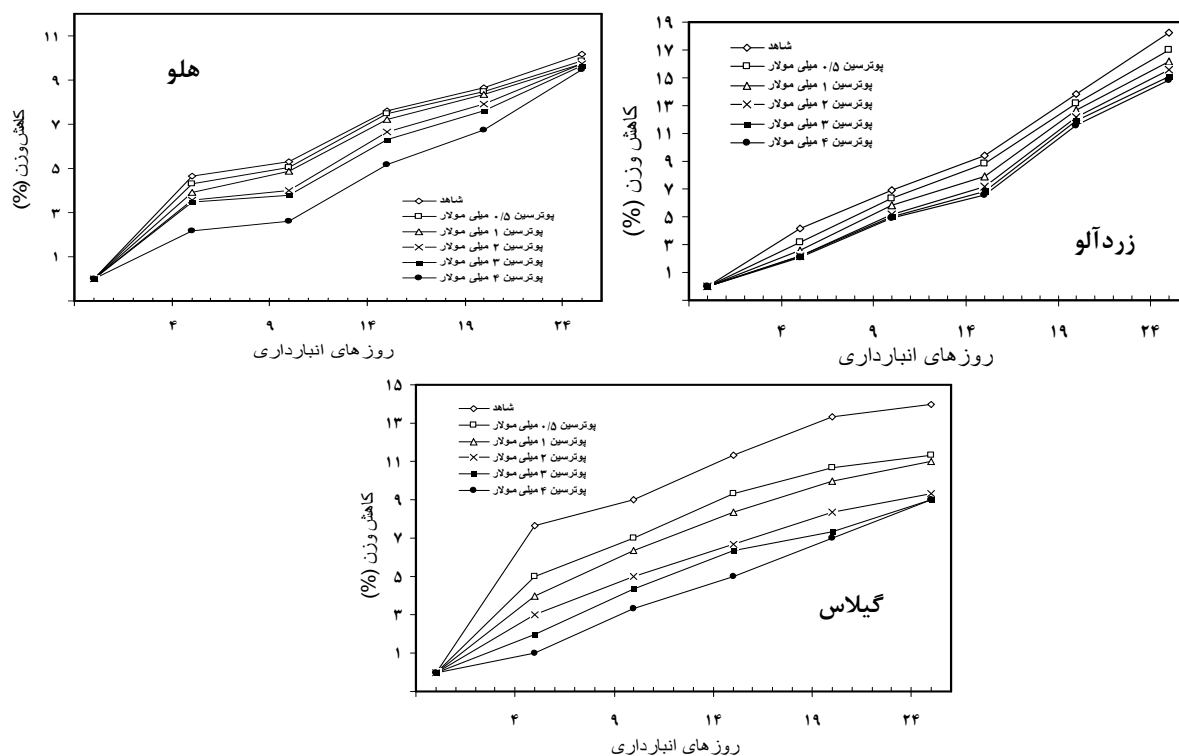 هلو
کاهش وزن (%)
۱۱
۹
۷
۵
۳
۱
شاهد
پوترسین ۰/۵ میلی مولار
پوترسین ۱ میلی مولار
پوترسین ۲ میلی مولار
پوترسین ۳ میلی مولار
پوترسین ۴ میلی مولار
۴ ۹ ۱۴ ۱۹ ۲۴
روزهای انبارداری
زردآلو
کاهش وزن (%)
۱۹
۱۷
۱۵
۱۳
۱۱
۹
۷
۵
۳
۱
شاهد
پوترسین ۰/۵ میلی مولار
پوترسین ۱ میلی مولار
پوترسین ۲ میلی مولار
پوترسین ۳ میلی مولار
پوترسین ۴ میلی مولار
۴ ۹ ۱۴ ۱۹ ۲۴
روزهای انبارداری
گیلاس
کاهش وزن (%)
۱۵
۱۳
۱۱
۹
۷
۵
۳
۱
شاهد
پوترسین ۰/۵ میلی مولار
پوترسین ۱ میلی مولار
پوترسین ۲ میلی مولار
پوترسین ۳ میلی مولار
پوترسین ۴ میلی مولار
۴ ۹ ۱۴ ۱۹ ۲۴
روزهای انبارداری